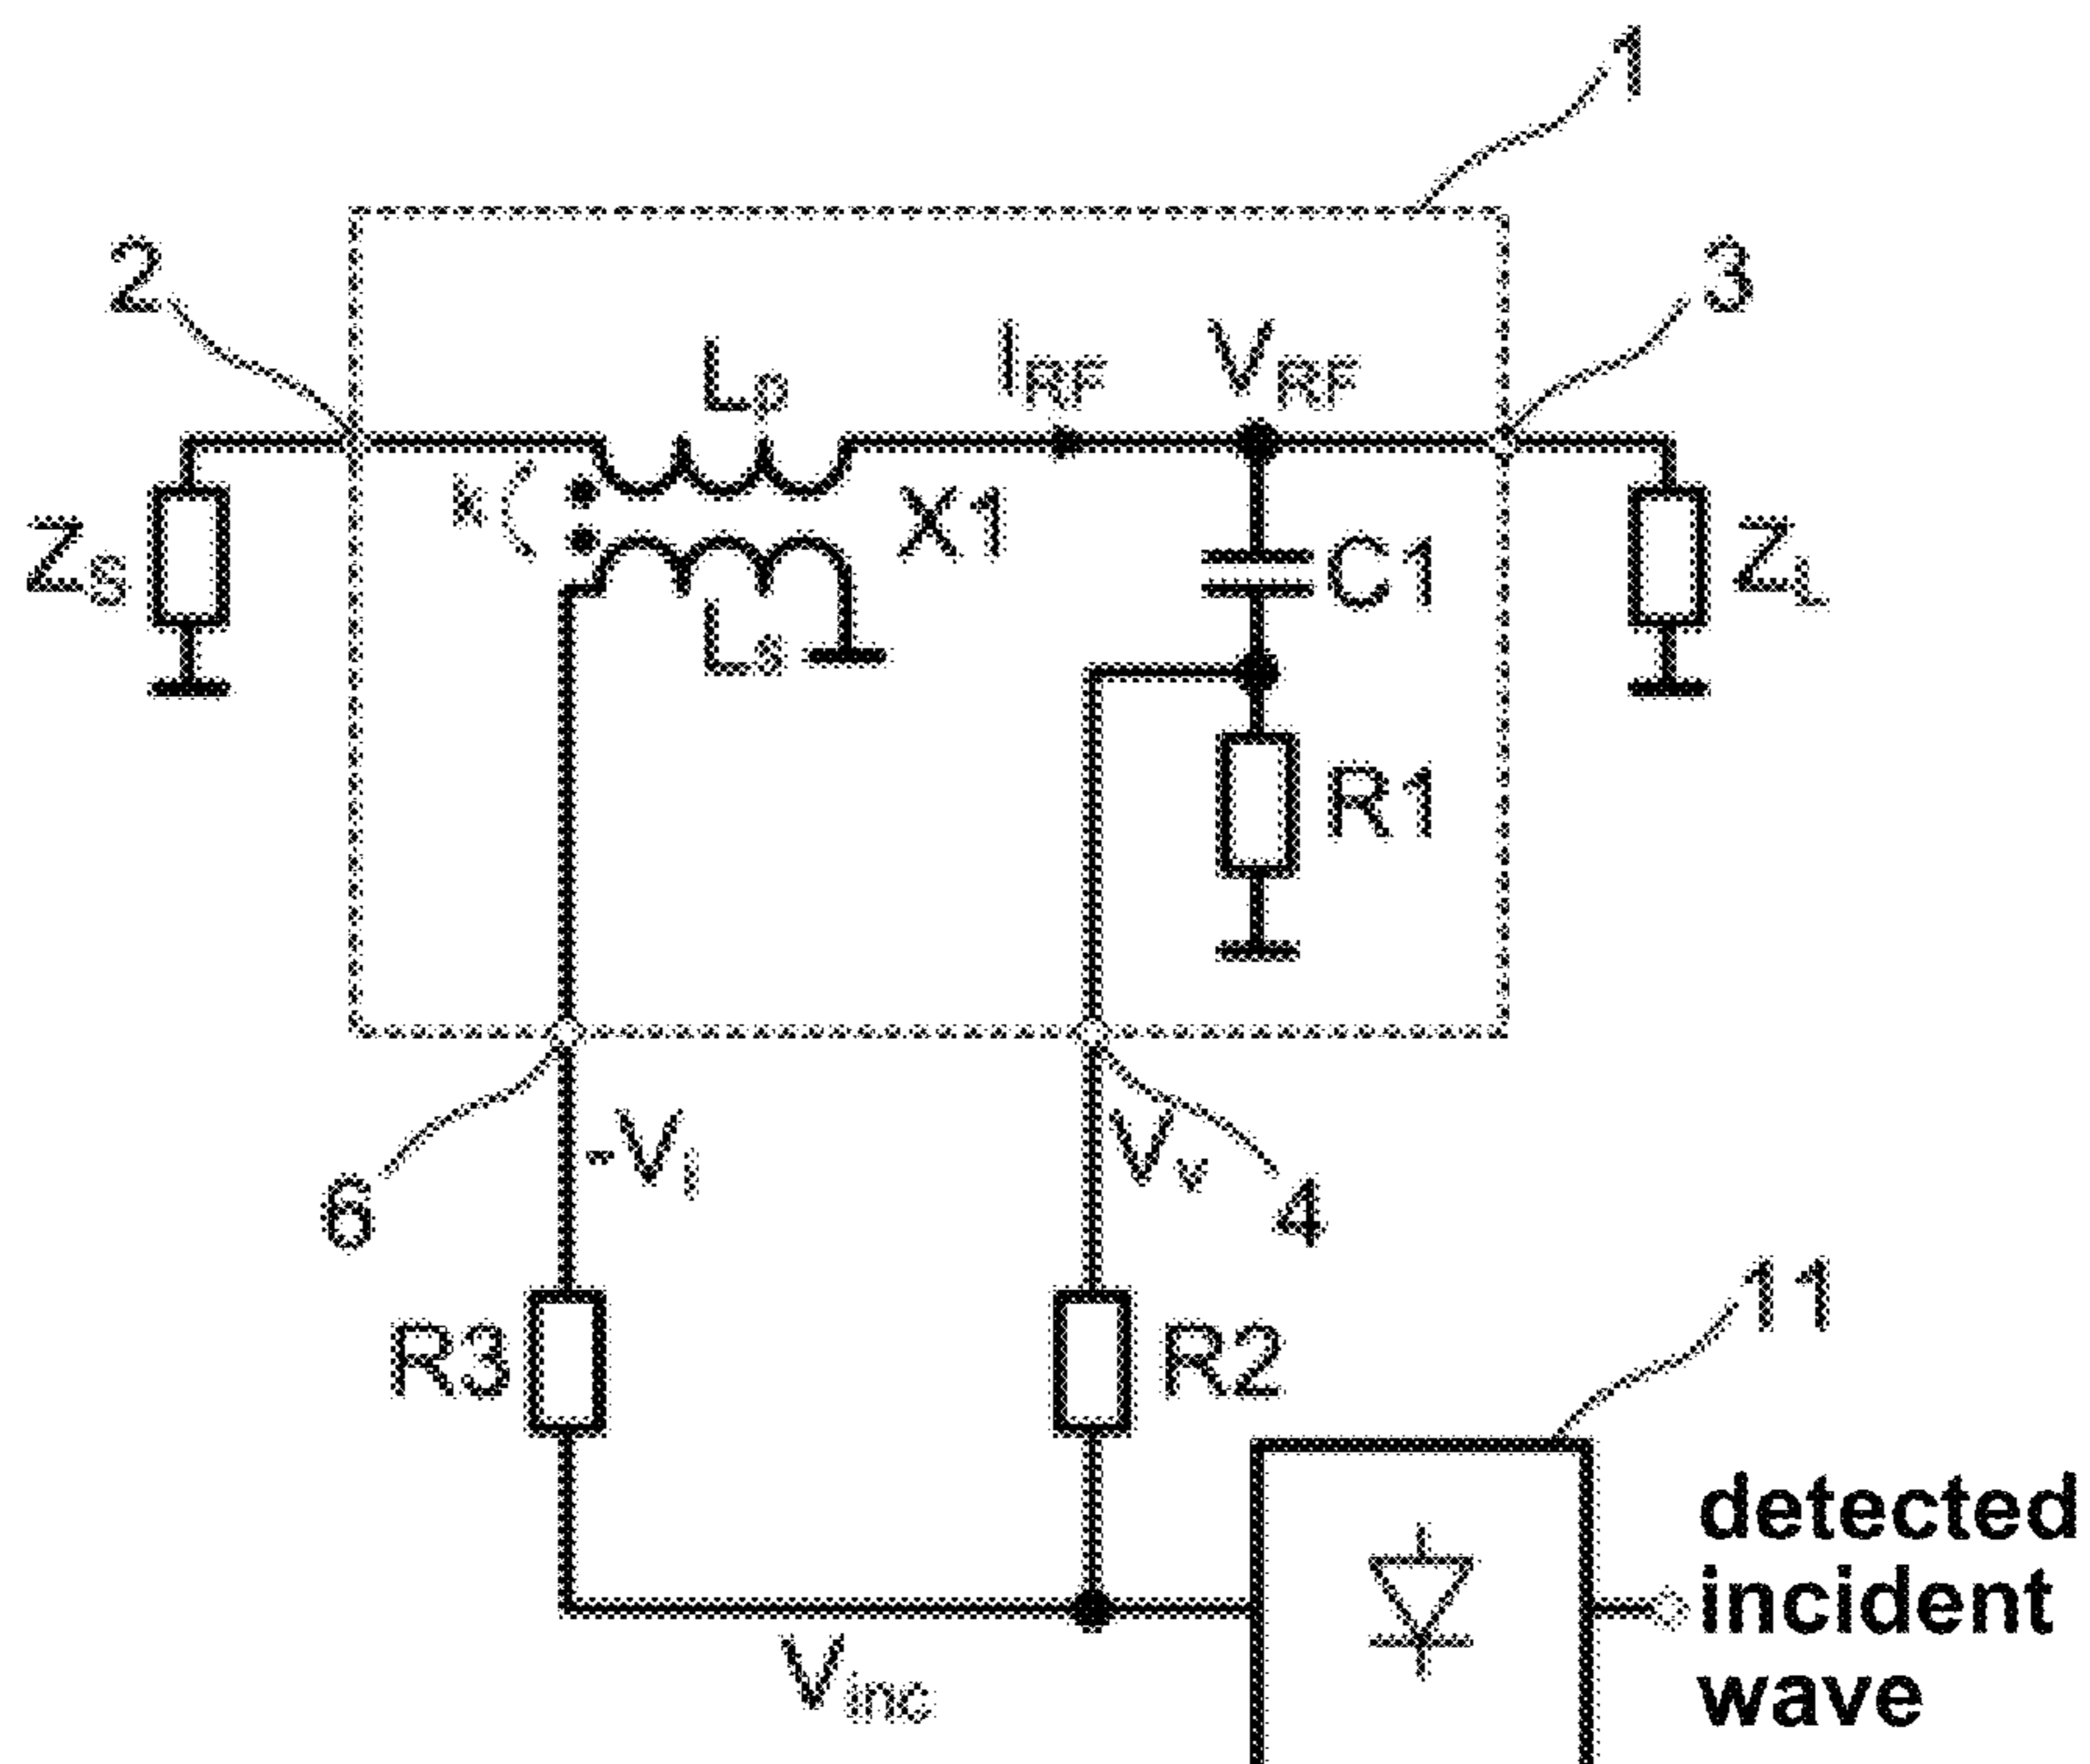 1
2
3
Lp
IRF
VRF
k
X1
ZS
C1
ZL
Ls
R1
-VI
Vv
6
4
11
R3
R2
detected
incident
wave
Vinc